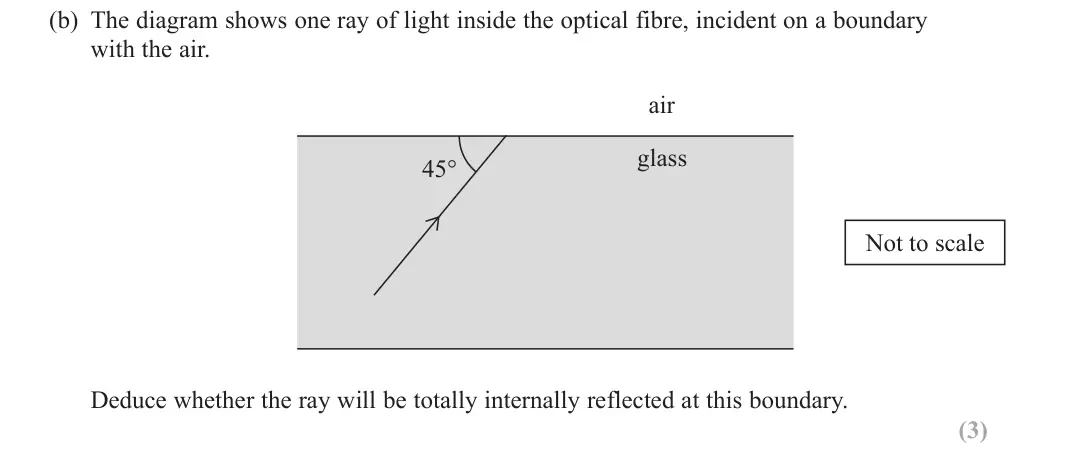 (b) The diagram shows one ray of light inside the optical fibre, incident on a boundary
with the air.
air
45°
glass
Not to scale
Deduce whether the ray will be totally internally reflected at this boundary.
(3)